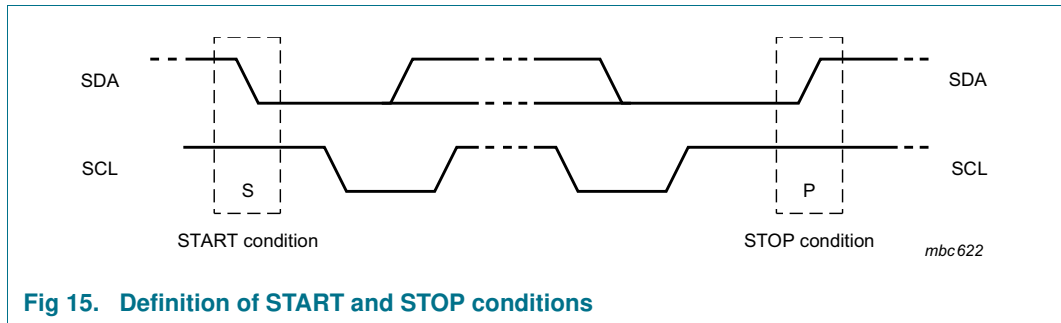 SDA SDA
SCL SCL
S P
START condition STOP condition
mbc622
Fig 15. Definition of START and STOP conditions